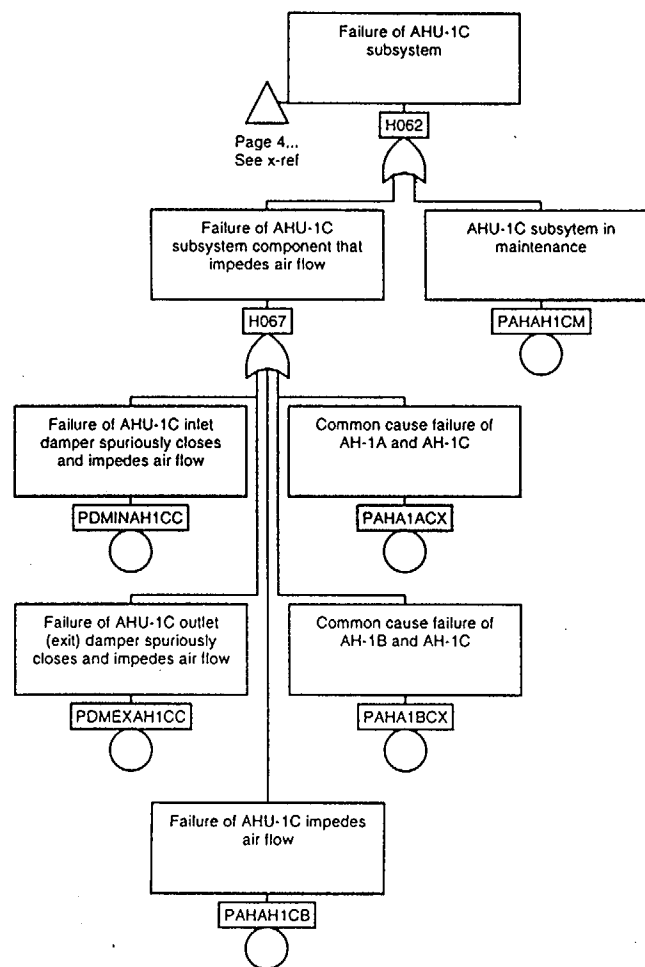 Failure of AHU-1C
subsystem
Page 4...
See x-ref
H062
Failure of AHU-1C
subsystem component that
impedes air flow
AHU-1C subsytem in
maintenance
H067
PAHAH1CM
Failure of AHU-1C inlet
damper spuriously closes
and impedes air flow
Common cause failure of
AH-1A and AH-1C
PDMINAH1CC
PAHA1ACX
Failure of AHU-1C outlet
(exit) damper spuriously
closes and impedes air flow
Common cause failure of
AH-1B and AH-1C
PDMEXAH1CC
PAHA1BCX
Failure of AHU-1C impedes
air flow
PAHAH1CB